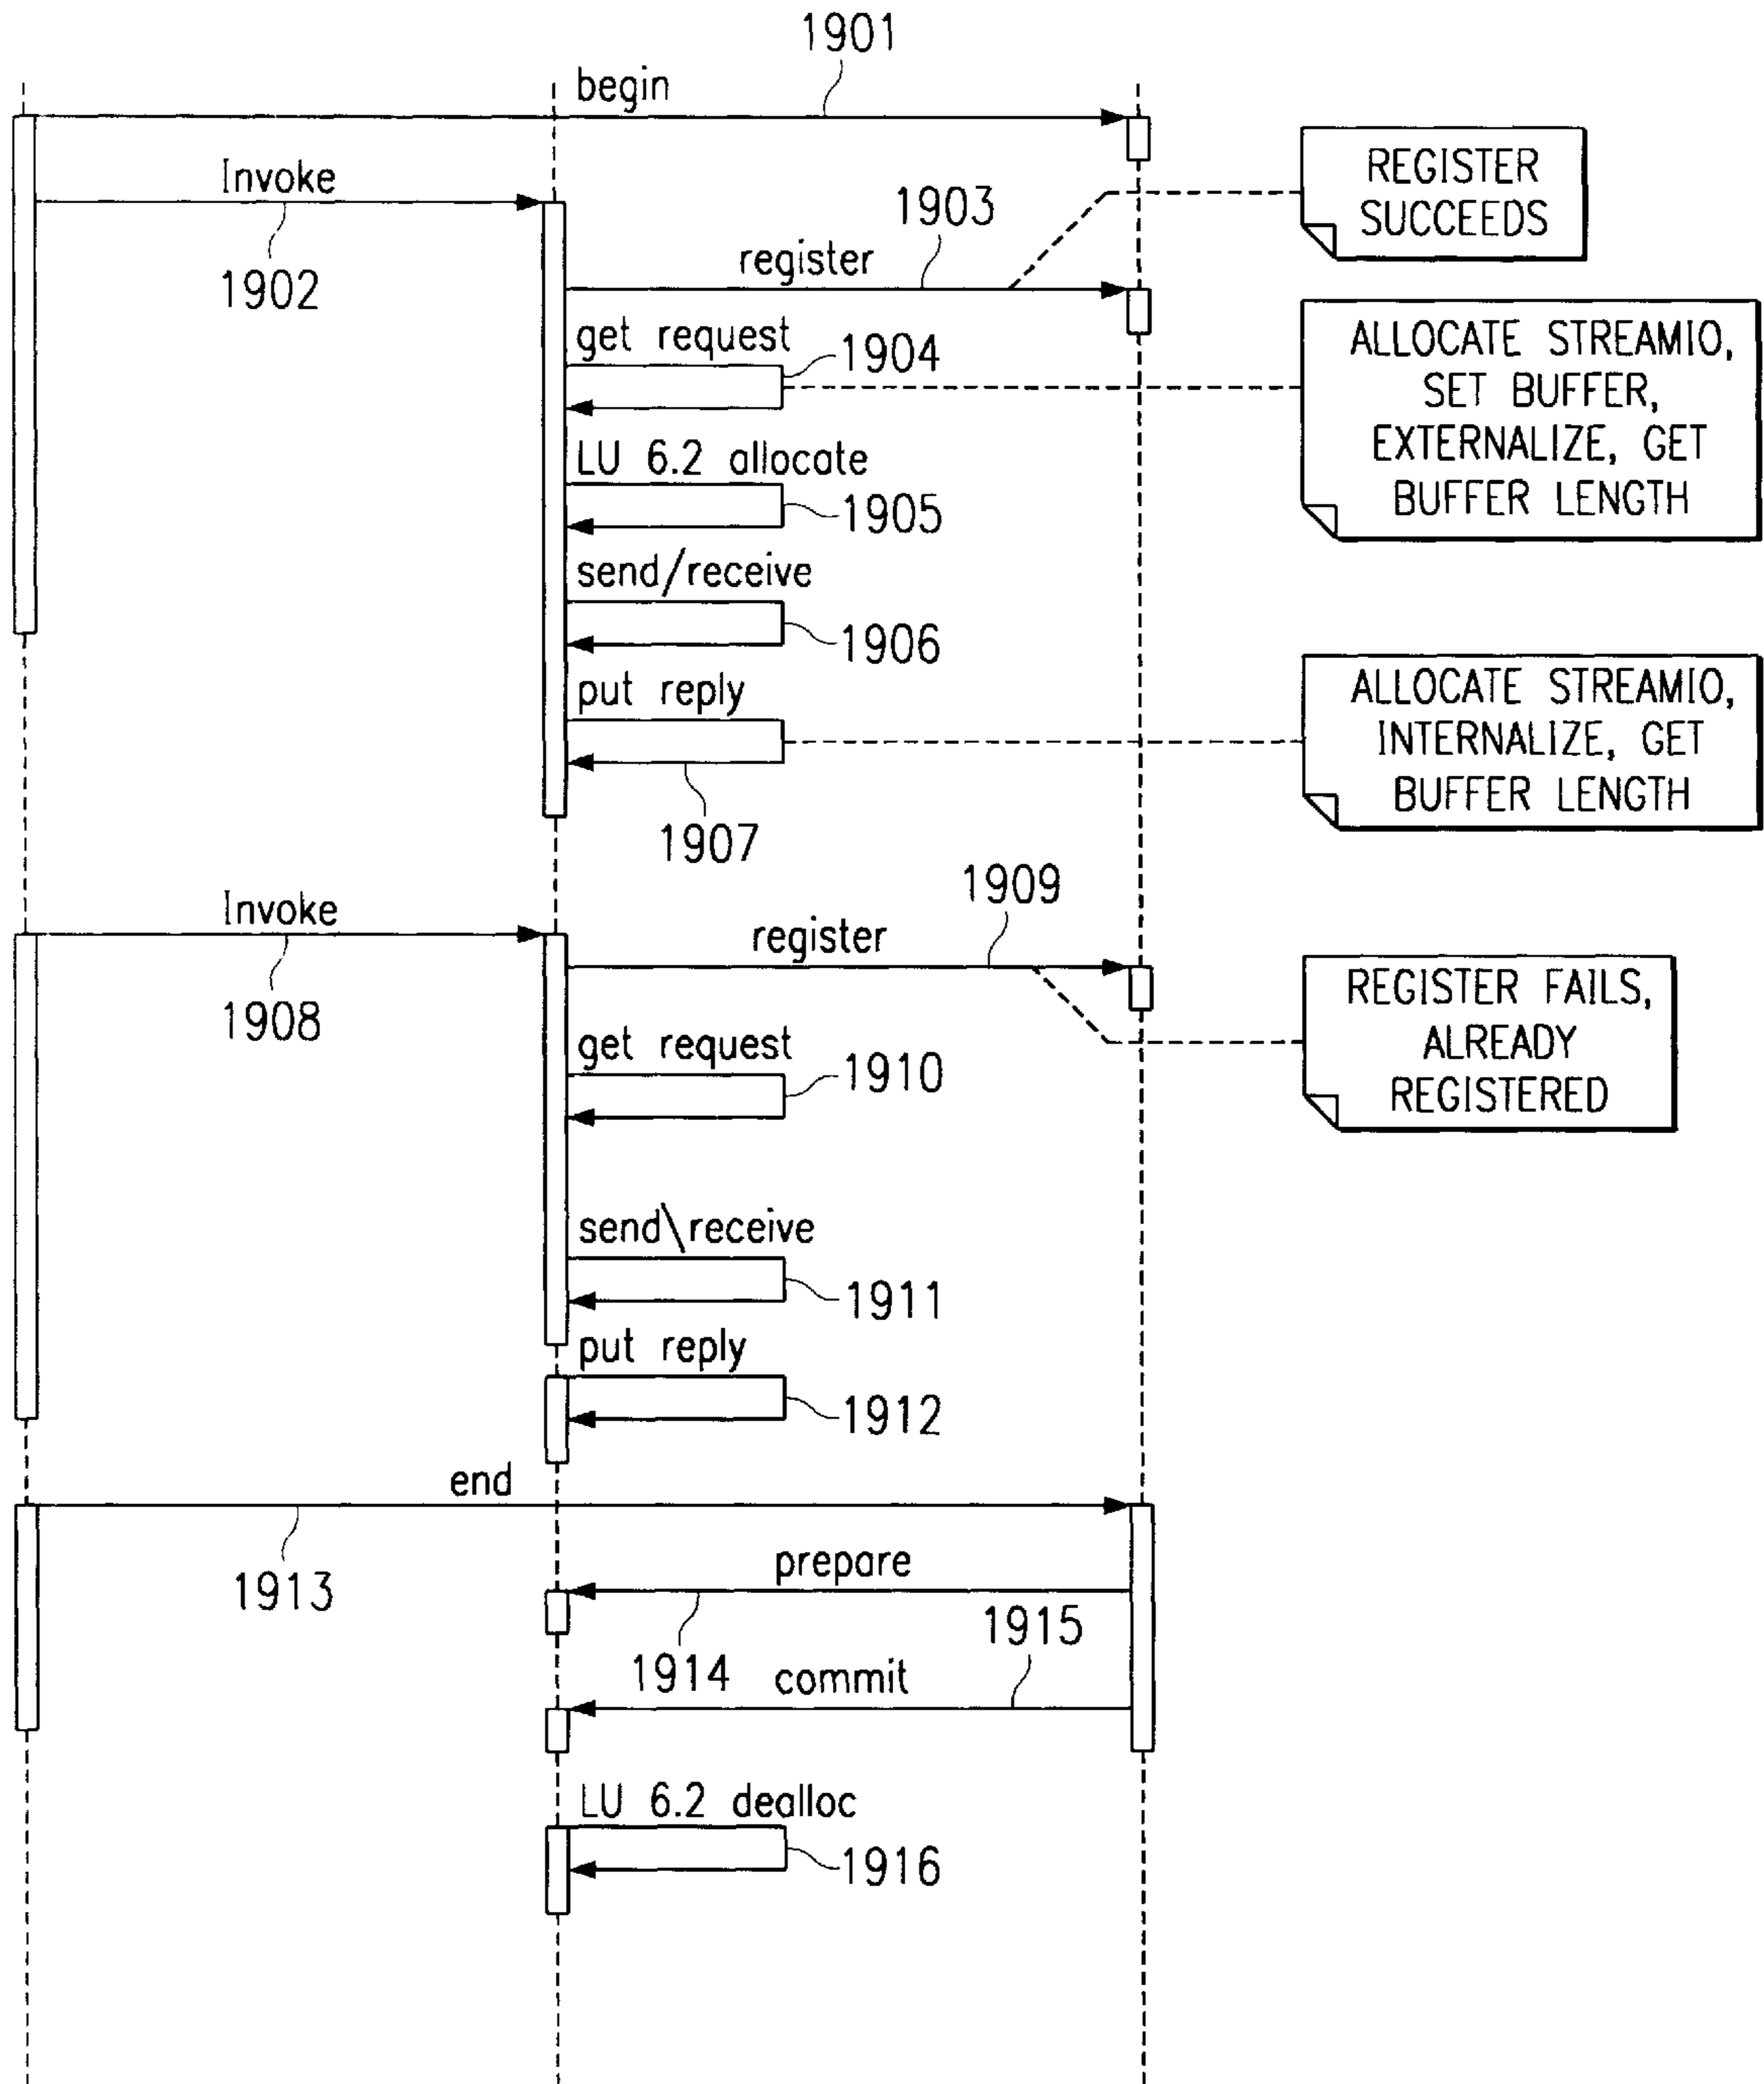 1901
begin
Invoke
1902
1903
register
REGISTER
SUCCEEDS
get request
1904
ALLOCATE STREAMIO,
SET BUFFER,
EXTERNALIZE, GET
BUFFER LENGTH
LU 6.2 allocate
1905
send/receive
1906
put reply
1907
ALLOCATE STREAMIO,
INTERNALIZE, GET
BUFFER LENGTH
Invoke
1908
1909
register
REGISTER FAILS,
ALREADY
REGISTERED
get request
1910
send\receive
1911
put reply
1912
end
1913
prepare
1914
1915
commit
LU 6.2 dealloc
1916